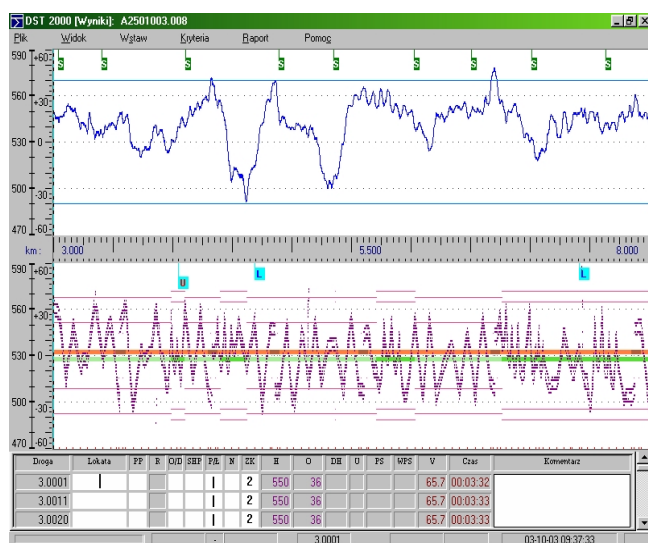 DST 2000 [Wyniki]: A2501003.008
Plik Widok Wstaw Kryteria Raport Pomoc
590 +60
560 +30
530 0
500 -30
470 -60
km : 3.000 5.500 8.000
590 +60
U L L
560 +30
530 0
500 -30
470 -60
Droga Lokata PP R O/D SHP P/Ł N ZK H O DH U PS WPS V Czas Komentarz
3.0001 | 2 550 36 65.7 00:03:32
3.0011 | 2 550 36 65.7 00:03:33
3.0020 | 2 550 36 65.7 00:03:33
- 3.0001 03-10-03 09:37:33